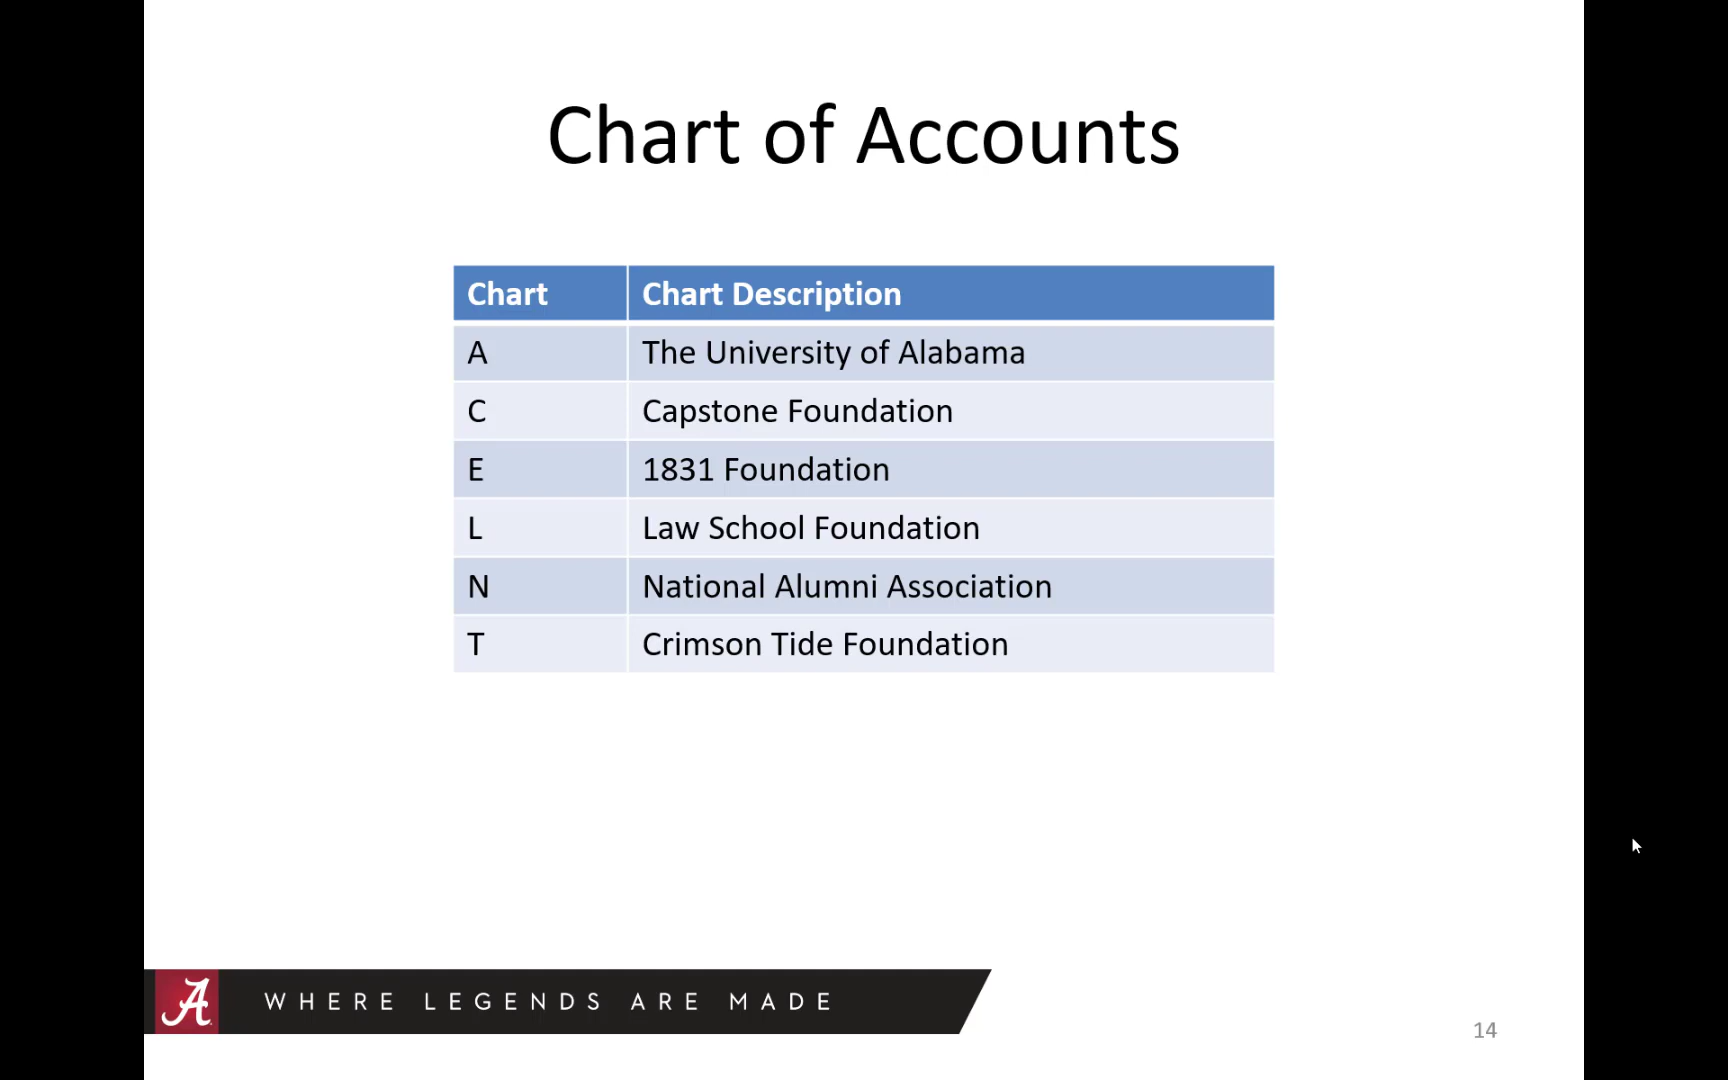 Chart of Accounts
Chart Chart Description
A The University of Alabama
C Capstone Foundation
E 1831 Foundation
L Law School Foundation
N National Alumni Association
T Crimson Tide Foundation
A WHERE LEGENDS ARE MADE
14